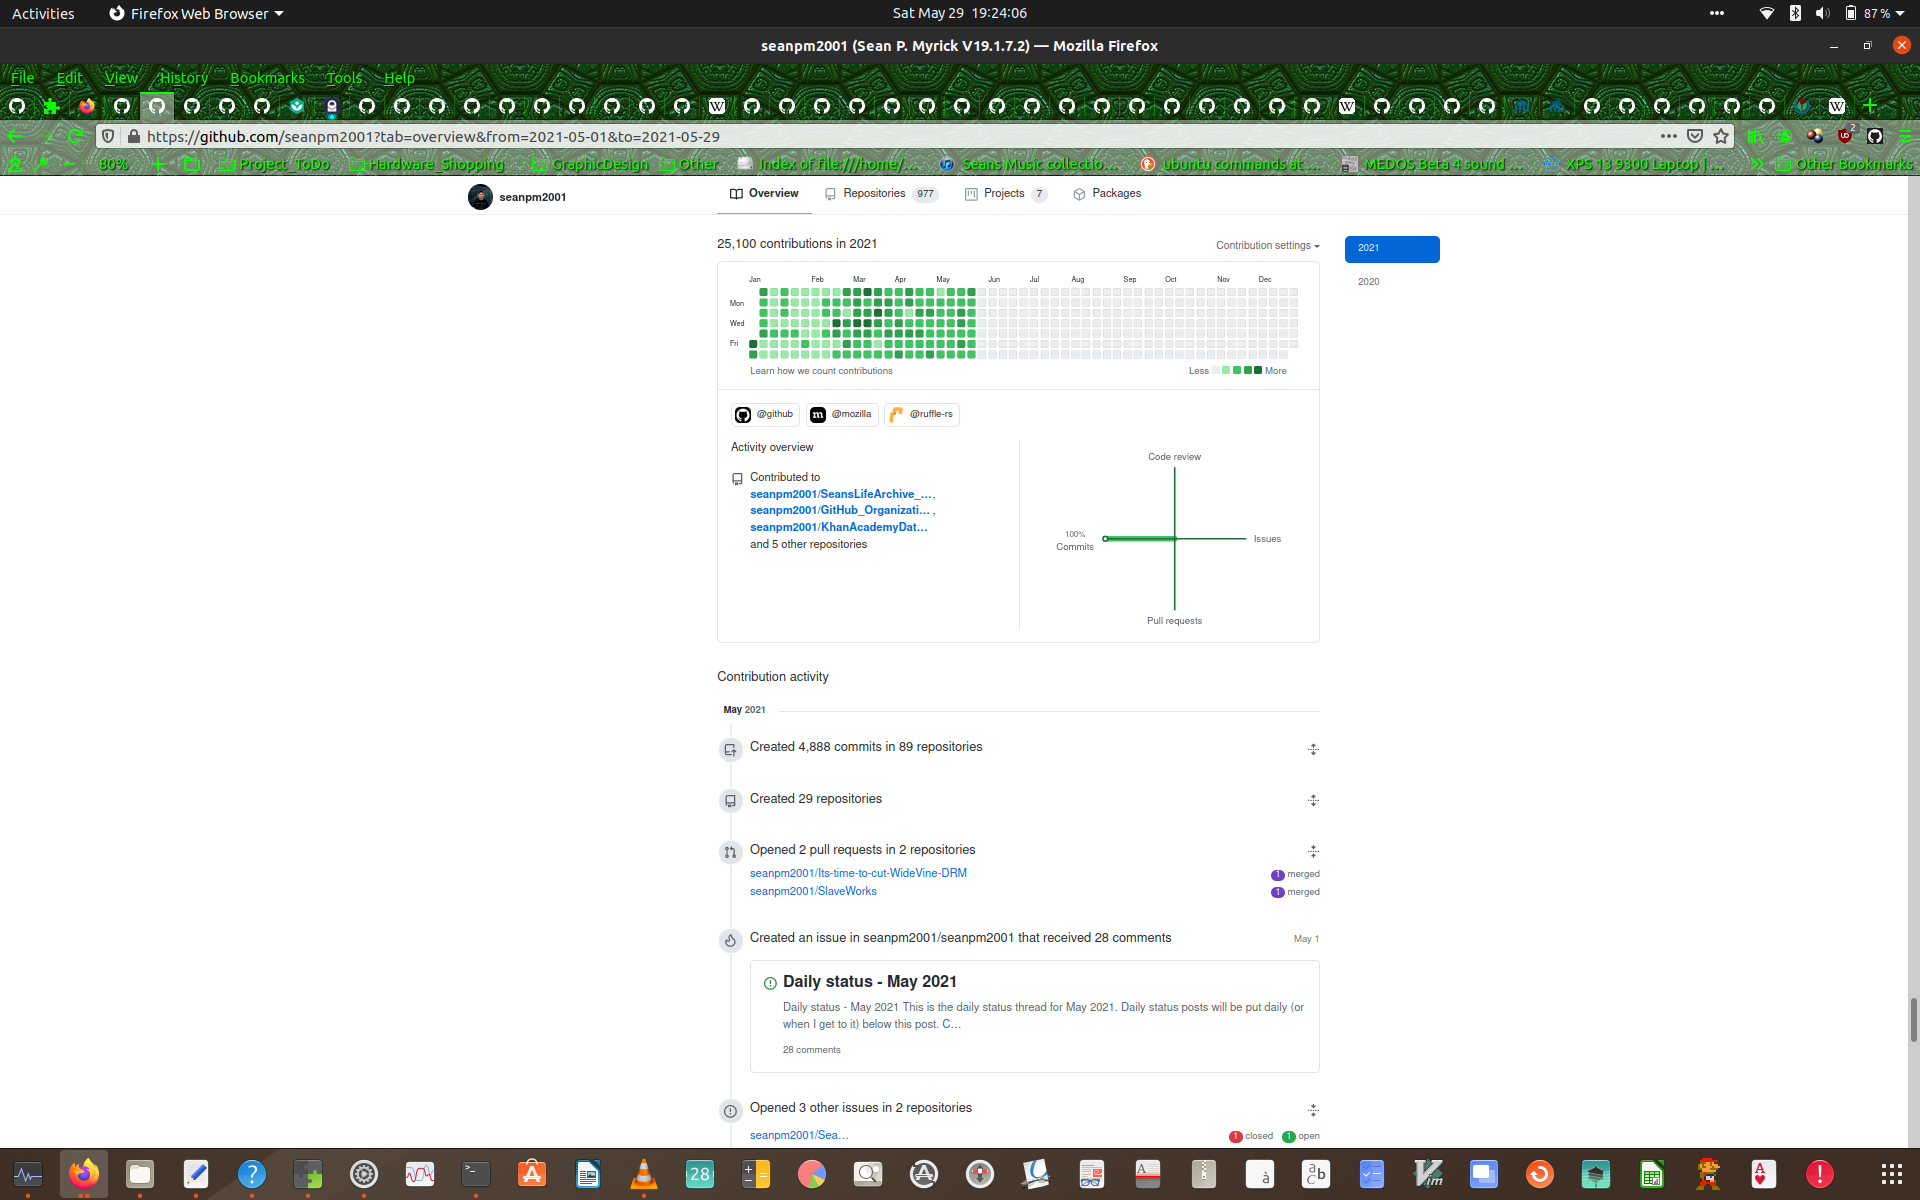 Activities
Firefox Web Browser
Sat May 29 19:24:06
87 %
seanpm2001 (Sean P. Myrick V19.1.7.2) — Mozilla Firefox
File Edit View History Bookmarks Tools Help
https://github.com/seanpm2001?tab=overview&from=2021-05-01&to=2021-05-29
2
80% Project_ToDo Hardware_Shopping GraphicDesign Other Index of file:///home/... Seans Music collectio... ubuntu commands at ... MEDOS Beta 4 sound ... XPS 13 9300 Laptop | ... Other Bookmarks
seanpm2001
Overview Repositories 977 Projects 7 Packages
25,100 contributions in 2021
Contribution settings
2021
2020
Jan Feb Mar Apr May Jun Jul Aug Sep Oct Nov Dec
Mon
Wed
Fri
Learn how we count contributions
Less More
@github @mozilla @ruffle-rs
Activity overview
Contributed to
seanpm2001/SeansLifeArchive_... ,
seanpm2001/GitHub_Organizati... ,
seanpm2001/KhanAcademyDat...
and 5 other repositories
Code review
100%
Commits
Issues
Pull requests
Contribution activity
May 2021
Created 4,888 commits in 89 repositories
Created 29 repositories
Opened 2 pull requests in 2 repositories
seanpm2001/Its-time-to-cut-WideVine-DRM
1 merged
seanpm2001/SlaveWorks
1 merged
Created an issue in seanpm2001/seanpm2001 that received 28 comments
May 1
Daily status - May 2021
Daily status - May 2021 This is the daily status thread for May 2021. Daily status posts will be put daily (or
when I get to it) below this post. C...
28 comments
Opened 3 other issues in 2 repositories
seanpm2001/Sea...
1 closed 1 open
28